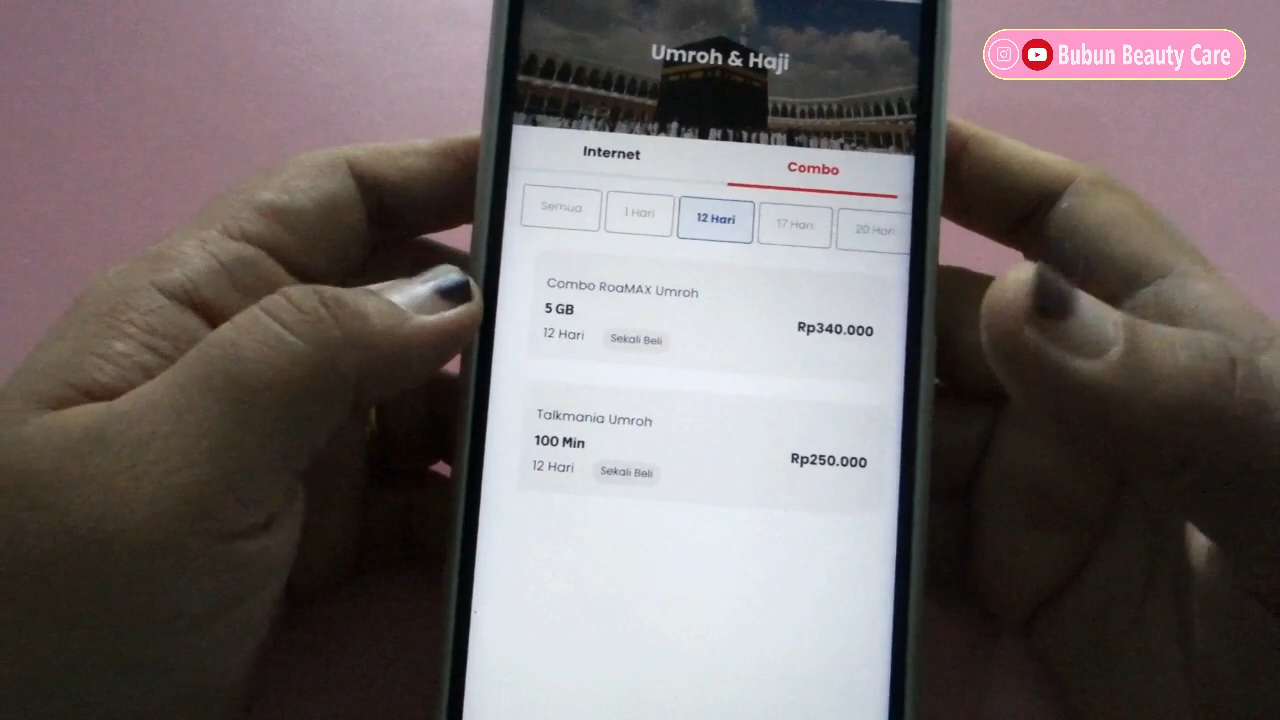 Bubun Beauty Care
Umroh & Haji
Internet
Combo
Semua
1 Hari
12 Hari
17 Hari
20 Hari
Combo RoaMAX Umroh
5 GB
12 Hari
Sekali Beli
Rp340.000
Talkmania Umroh
100 Min
12 Hari
Sekali Beli
Rp250.000